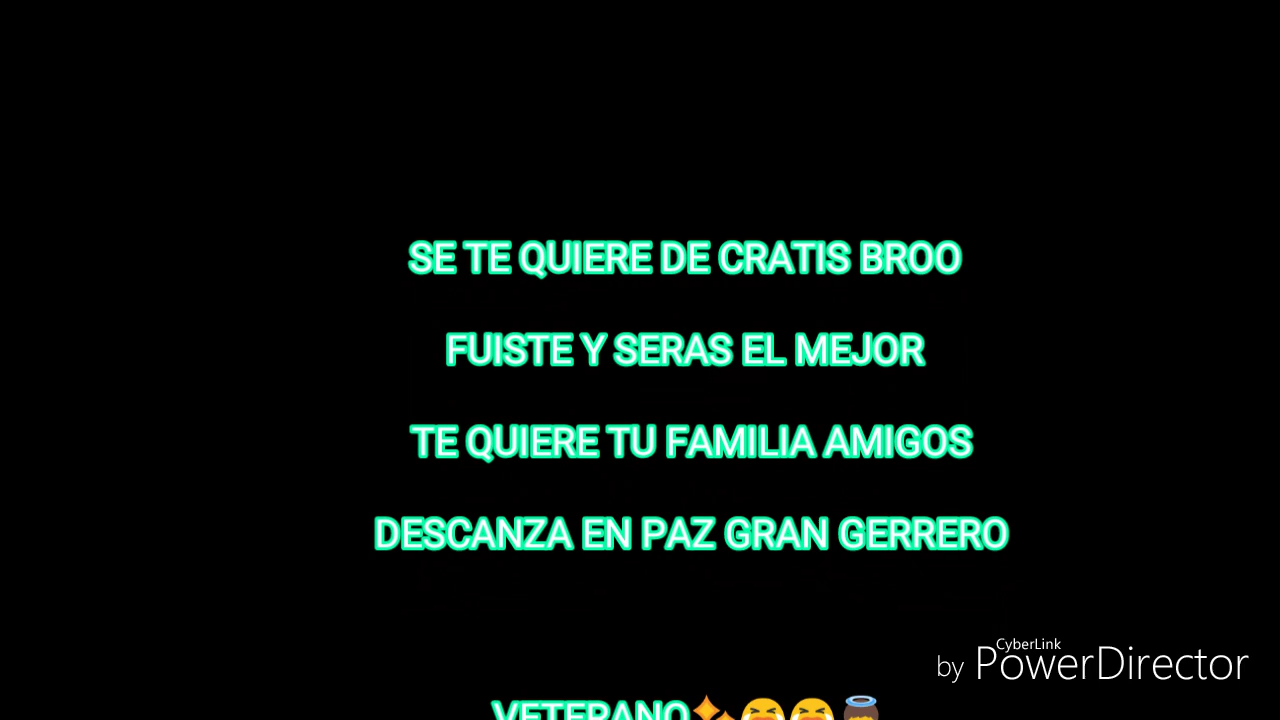 SE TE QUIERE DE CRATIS BROO
FUISTE Y SERAS EL MEJOR
TE QUIERE TU FAMILIA AMIGOS
DESCANZA EN PAZ GRAN GERRERO
CyberLink
by PowerDirector
VETERANO✨😭😭😇